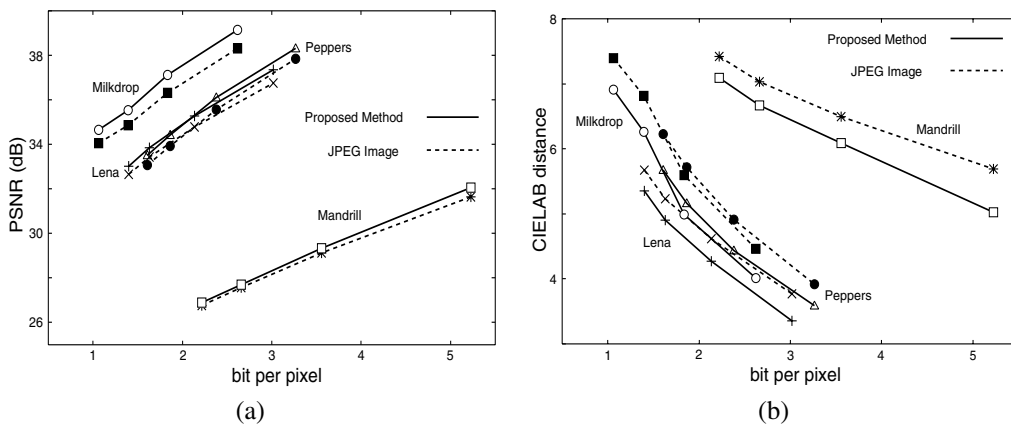 38
34
30
26
PSNR (dB)
Milkdrop
Peppers
Proposed Method
JPEG Image
Lena
Mandrill
1 2 3 4 5
bit per pixel
(a)
8
6
4
2
CIELAB distance
Proposed Method
JPEG Image
Milkdrop
Mandrill
Lena
Peppers
1 2 3 4 5
bit per pixel
(b)